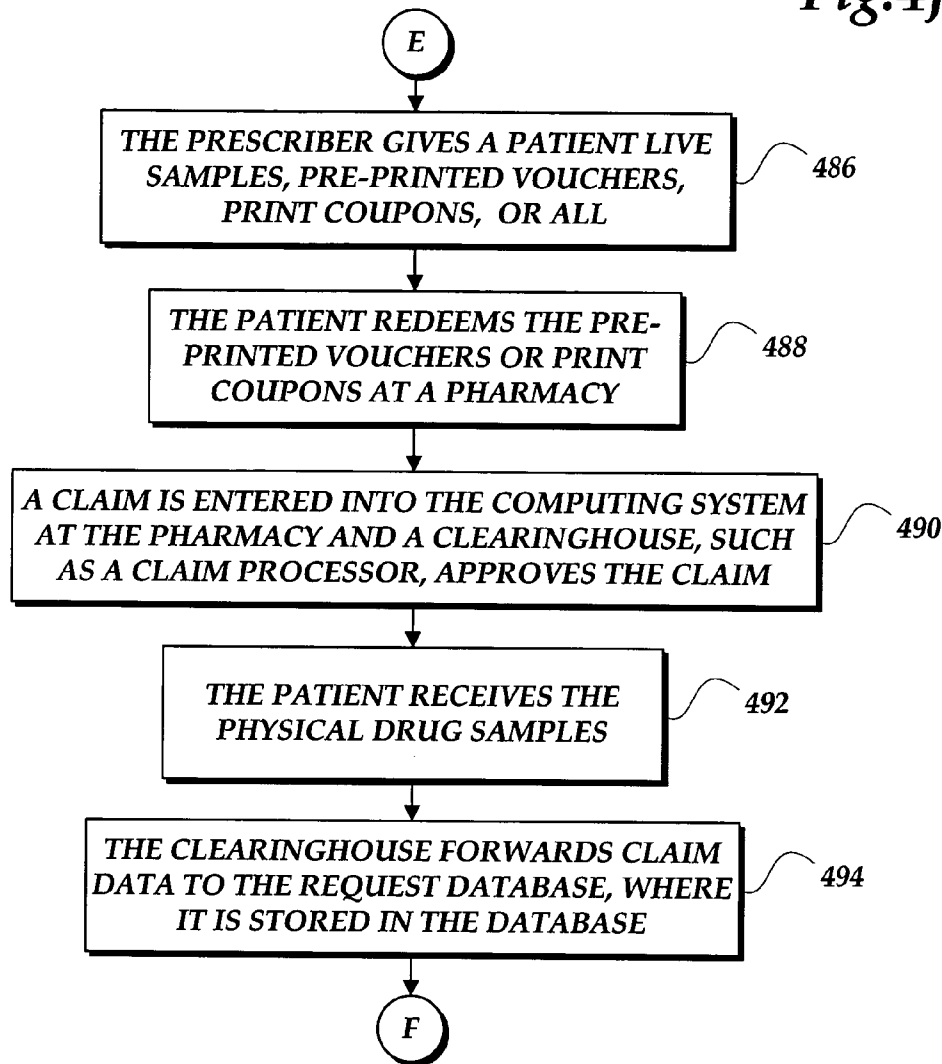 Fig.4J
E
THE PRESCRIBER GIVES A PATIENT LIVE
SAMPLES, PRE-PRINTED VOUCHERS,
PRINT COUPONS, OR ALL
486
THE PATIENT REDEEMS THE PRE-
PRINTED VOUCHERS OR PRINT
COUPONS AT A PHARMACY
488
A CLAIM IS ENTERED INTO THE COMPUTING SYSTEM
AT THE PHARMACY AND A CLEARINGHOUSE, SUCH
AS A CLAIM PROCESSOR, APPROVES THE CLAIM
490
THE PATIENT RECEIVES THE
PHYSICAL DRUG SAMPLES
492
THE CLEARINGHOUSE FORWARDS CLAIM
DATA TO THE REQUEST DATABASE, WHERE
IT IS STORED IN THE DATABASE
494
F